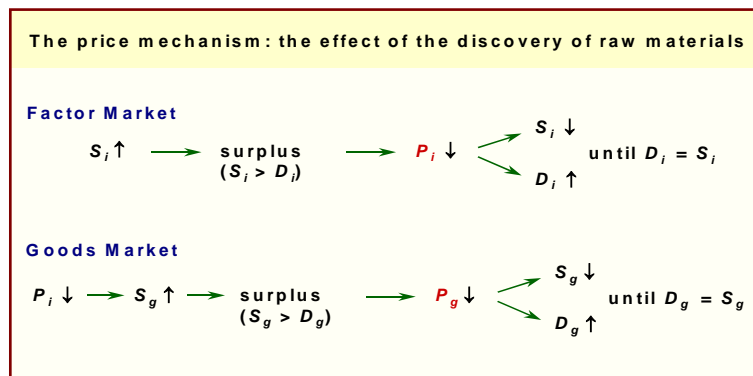 The price mechanism: the effect of the discovery of raw materials
Factor Market
Sᵢ ↑ → surplus (Sᵢ > Dᵢ) → Pᵢ ↓
Sᵢ ↓
Dᵢ ↑
until Dᵢ = Sᵢ
Goods Market
Pᵢ ↓ → S_g ↑ → surplus (S_g > D_g) → P_g ↓
S_g ↓
D_g ↑
until D_g = S_g